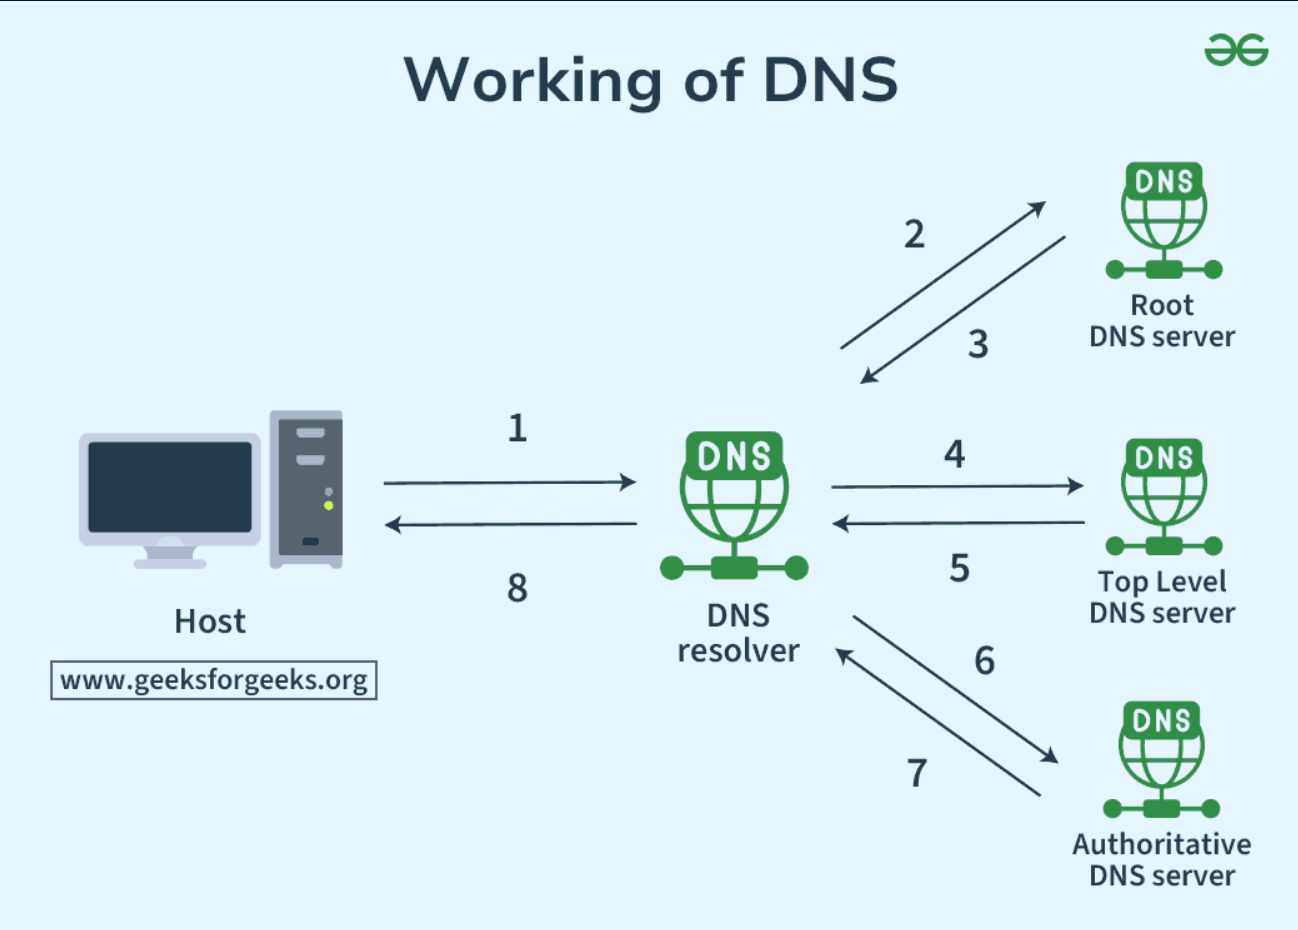 Working of DNS
DNS
2
Root
DNS server
3
1
DNS
4
DNS
8
5
Host
DNS
resolver
Top Level
DNS server
www.geeksforgeeks.org
6
DNS
7
Authoritative
DNS server